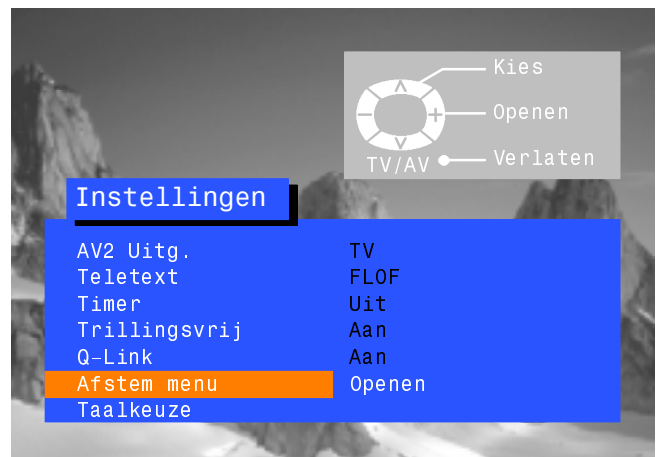 Kies
Openen
TV/AV Verlaten
Instellingen
AV2 Uitg. TV
Teletext FLOF
Timer Uit
Trillingsvrij Aan
Q-Link Aan
Afstem menu Openen
Taalkeuze